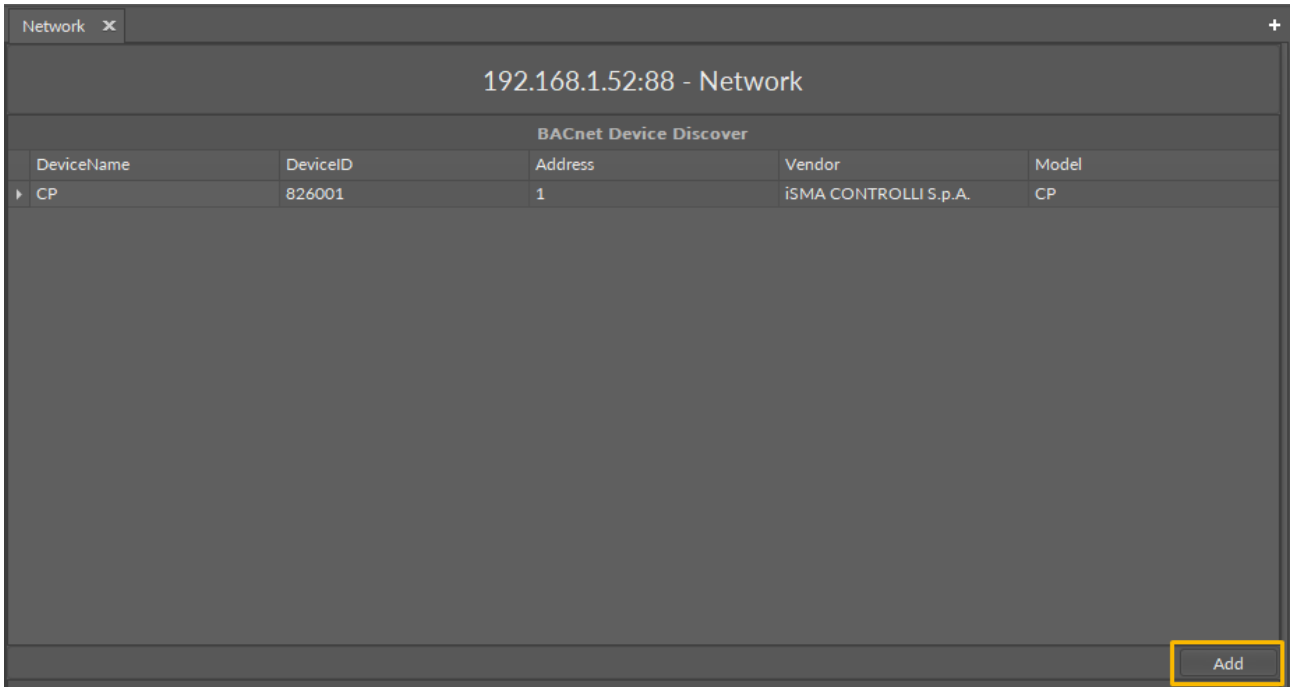 Network ×
+
192.168.1.52:88 - Network
BACnet Device Discover
DeviceName DeviceID Address Vendor Model
CP 826001 1 iSMA CONTROLLI S.p.A. CP
Add